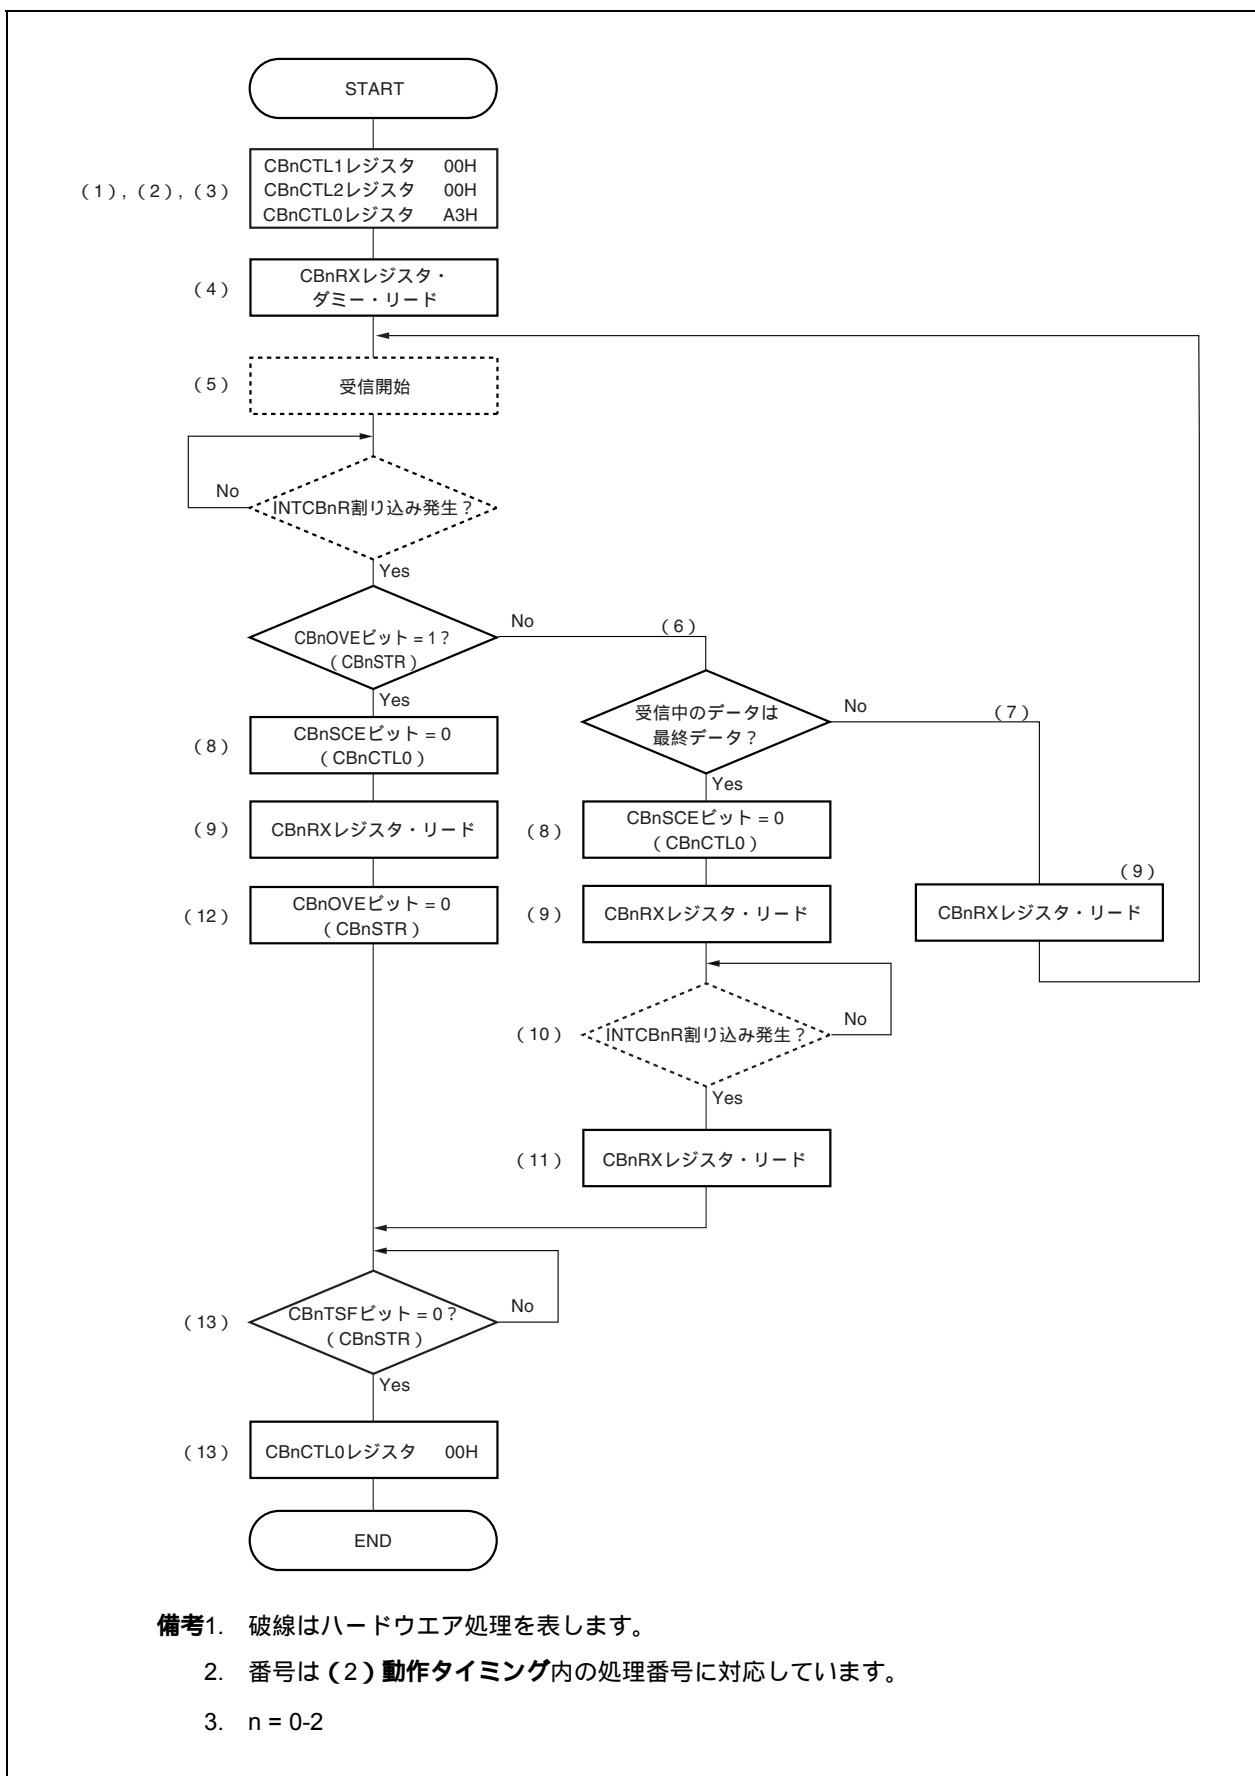 START
(1),(2),(3)
CBnCTL1レジスタ 00H
CBnCTL2レジスタ 00H
CBnCTL0レジスタ A3H
(4)
CBnRXレジスタ・
ダミー・リード
(5)
受信開始
No
INTCBnR割り込み発生？
Yes
CBnOVEビット = 1？
(CBnSTR)
No
(6)
Yes
受信中のデータは
最終データ？
No
(7)
Yes
(8)
CBnSCEビット = 0
(CBnCTL0)
(9)
CBnRXレジスタ・リード
(8)
CBnSCEビット = 0
(CBnCTL0)
(12)
CBnOVEビット = 0
(CBnSTR)
(9)
CBnRXレジスタ・リード
(9)
CBnRXレジスタ・リード
(10)
INTCBnR割り込み発生？
No
Yes
(11)
CBnRXレジスタ・リード
(13)
CBnTSFビット = 0？
(CBnSTR)
No
Yes
(13)
CBnCTL0レジスタ 00H
END
備考1. 破線はハードウエア処理を表します。
2. 番号は(2)動作タイミング内の処理番号に対応しています。
3. n = 0-2